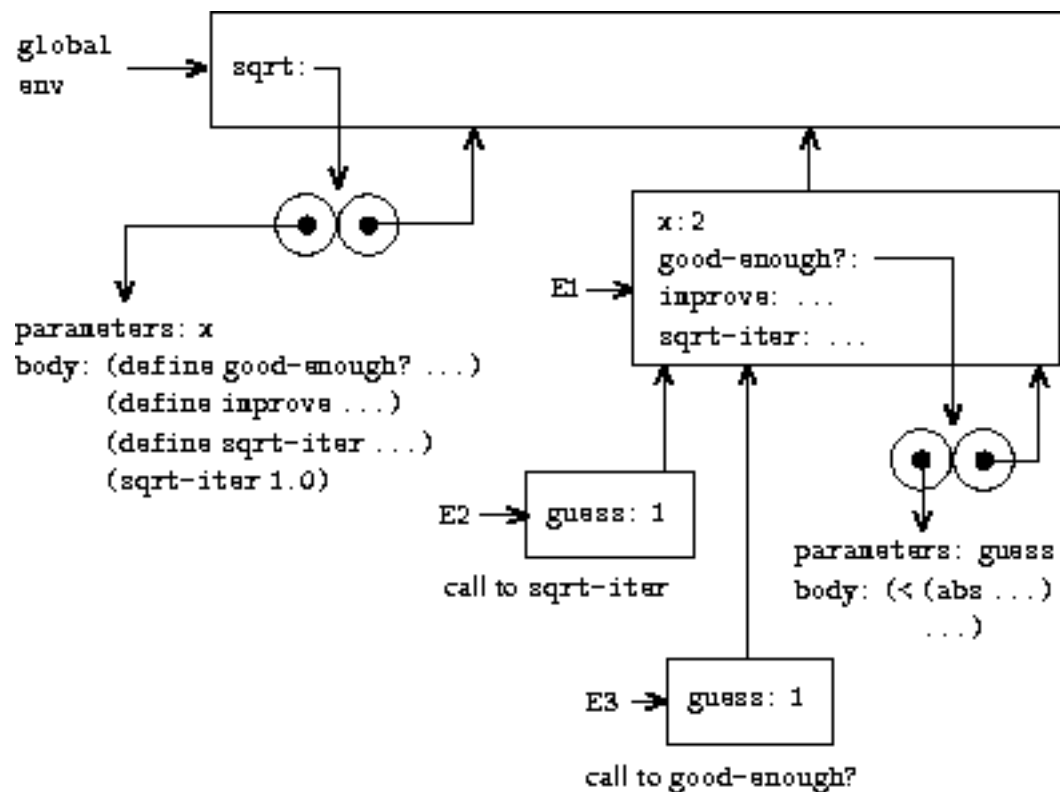 global
env
sqrt:
x:2
good-enough?:
E1
improve: ...
sqrt-iter: ...
parameters: x
body: (define good-enough? ...)
(define improve ...)
(define sqrt-iter ...)
(sqrt-iter 1.0)
E2
guess: 1
call to sqrt-iter
parameters: guess
body: (< (abs ...)
...)
E3
guess: 1
call to good-enough?